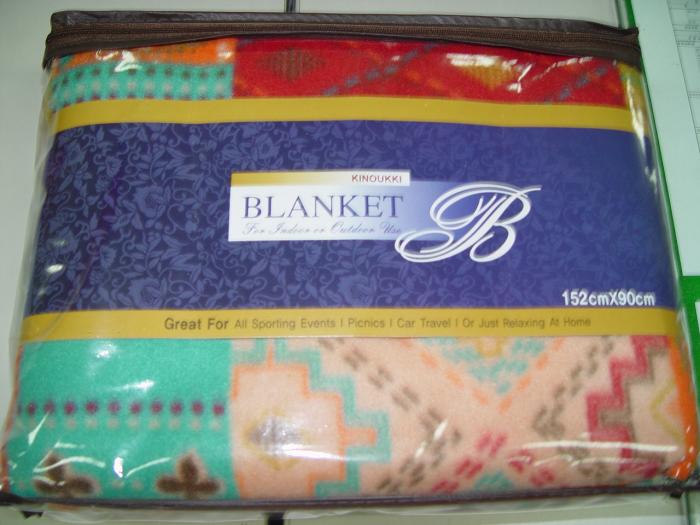 KINOUKKI
BLANKET
For Indoor or Outdoor Use
B
152cmX90cm
Great For All Sporting Events I Picnics I Car Travel I Or Just Relaxing At Home